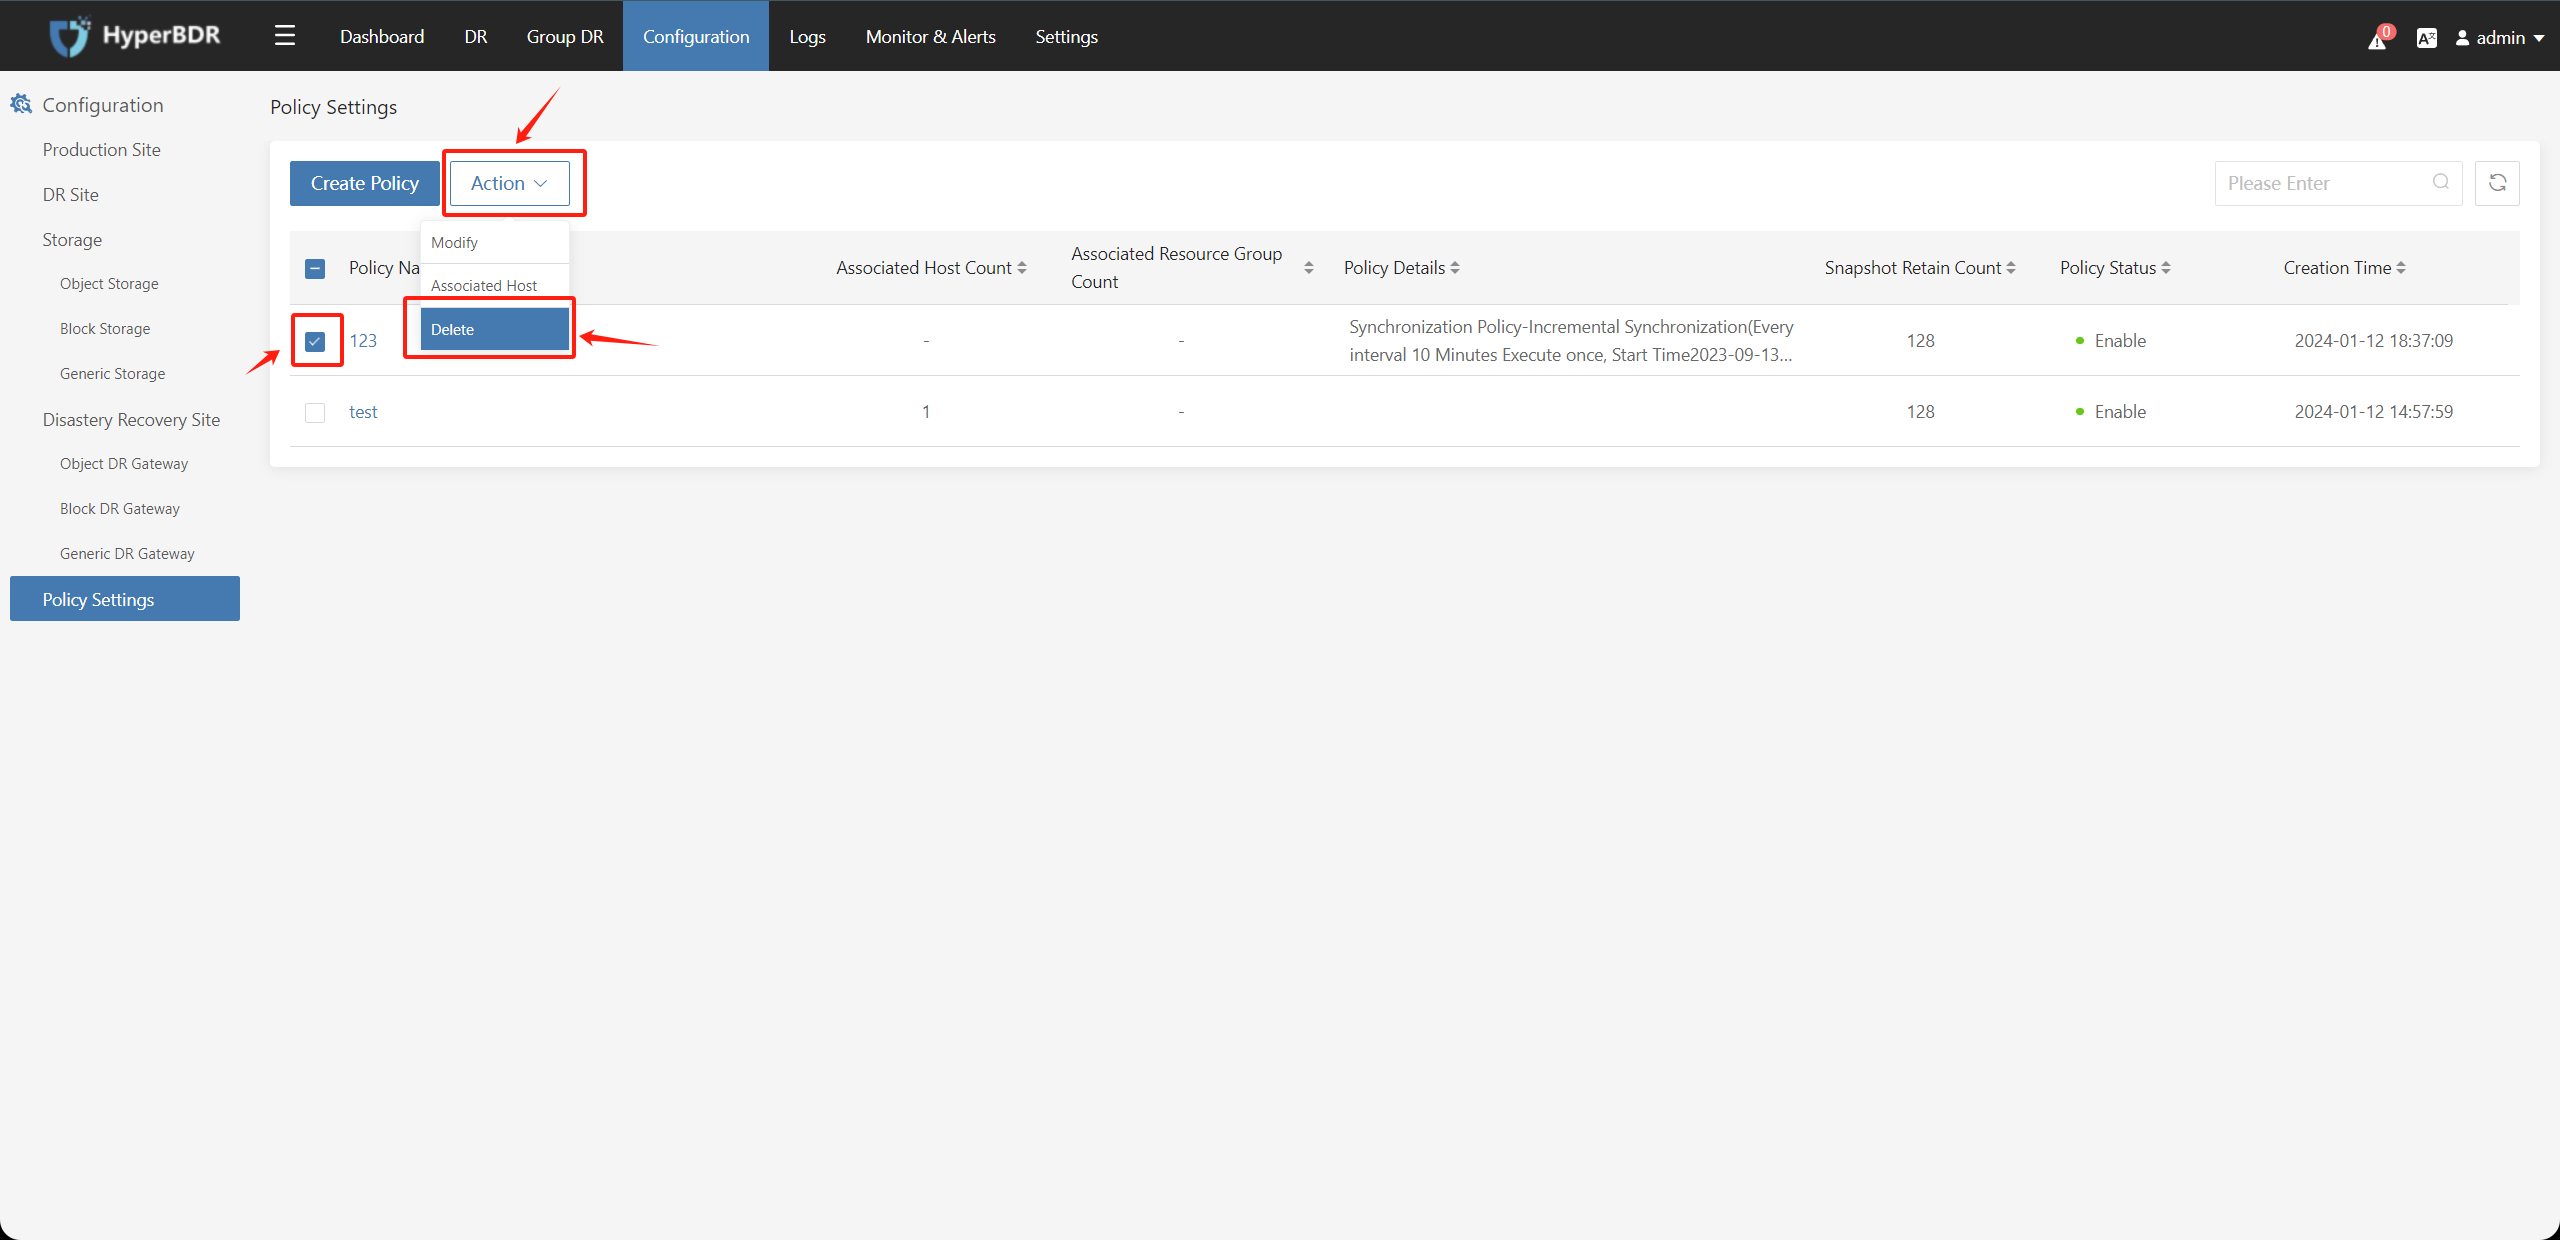 HyperBDR
Dashboard
DR
Group DR
Configuration
Logs
Monitor & Alerts
Settings
0
admin
Configuration
Production Site
DR Site
Storage
Object Storage
Block Storage
Generic Storage
Disastery Recovery Site
Object DR Gateway
Block DR Gateway
Generic DR Gateway
Policy Settings
Policy Settings
Create Policy
Action
Please Enter
Modify
Associated Host
Delete
Policy Na
Associated Host Count
Associated Resource Group
Count
Policy Details
Snapshot Retain Count
Policy Status
Creation Time
123
-
-
Synchronization Policy-Incremental Synchronization(Every
interval 10 Minutes Execute once, Start Time2023-09-13...
128
Enable
2024-01-12 18:37:09
test
1
-
128
Enable
2024-01-12 14:57:59